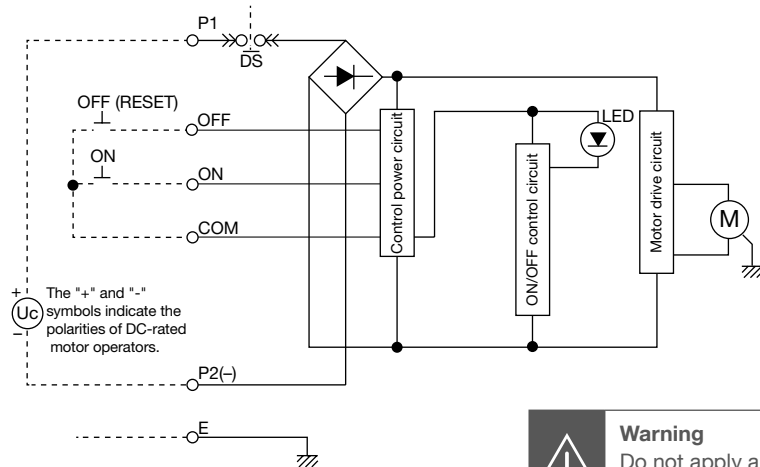 P1
DS
OFF (RESET)
OFF
ON
ON
COM
Control power circuit
ON/OFF control circuit
LED
Motor drive circuit
M
+
Uc
–
The "+" and "-"
symbols indicate the
polarities of DC-rated
motor operators.
P2(–)
E
Warning
Do not apply a